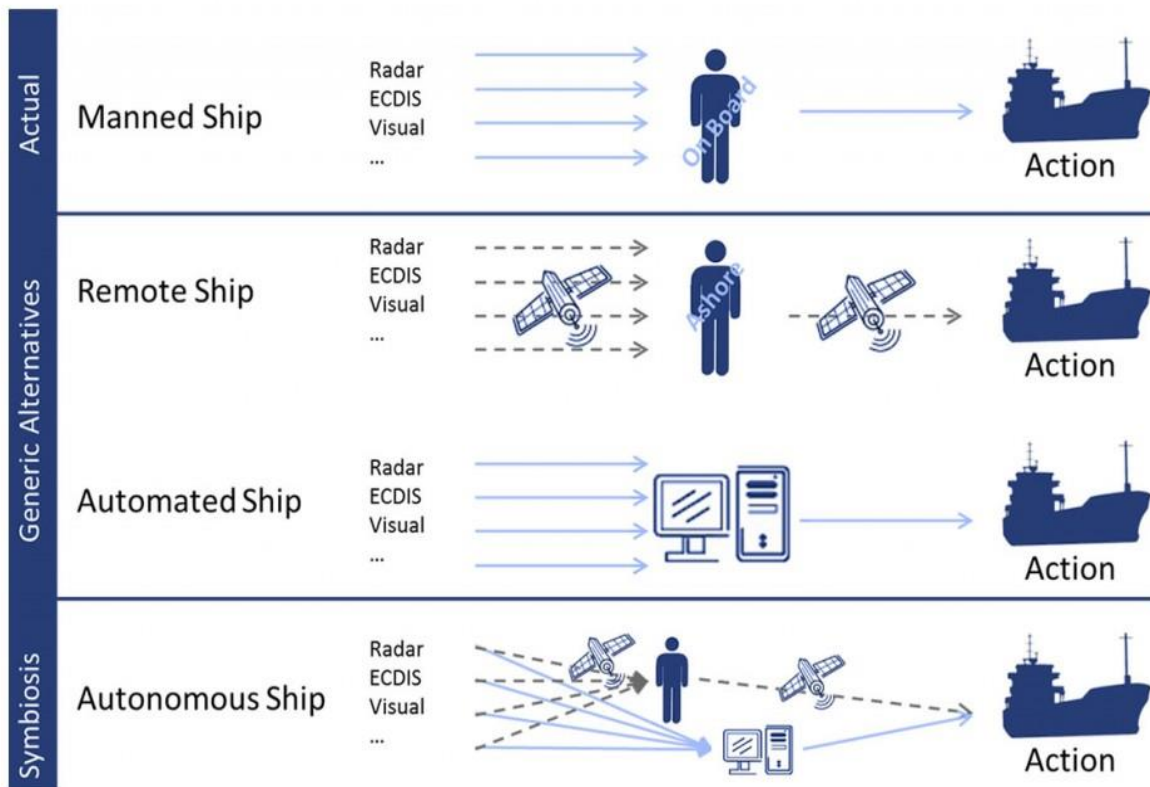 Actual
Manned Ship
Radar
ECDIS
Visual
...
On Board
Action
Generic Alternatives
Remote Ship
Radar
ECDIS
Visual
...
Ashore
Action
Automated Ship
Radar
ECDIS
Visual
...
Action
Symbiosis
Autonomous Ship
Radar
ECDIS
Visual
...
Action